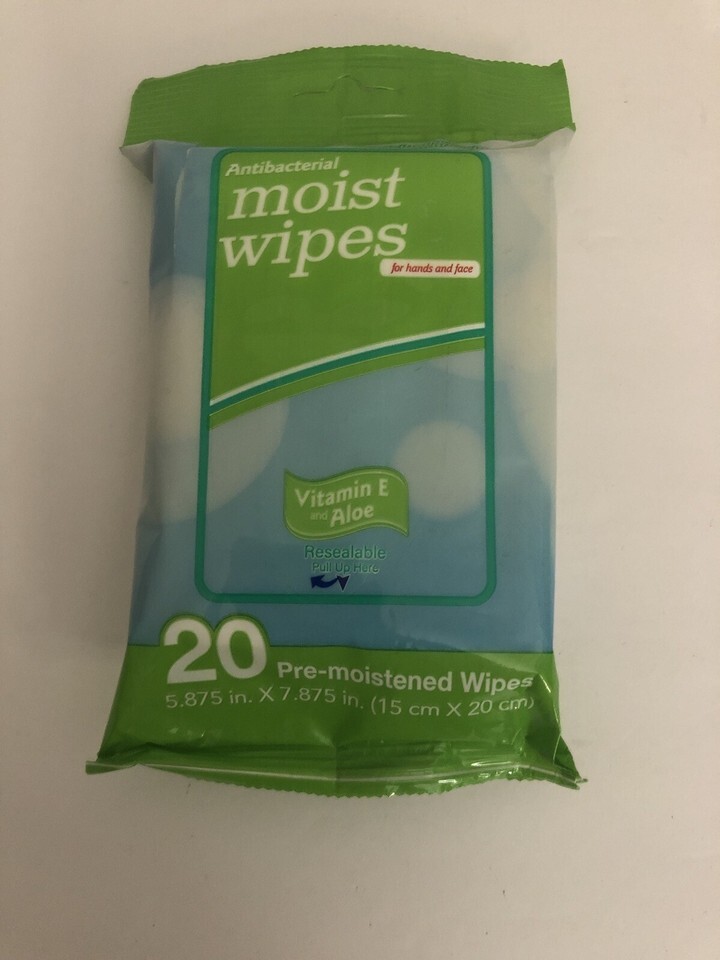 Antibacterial
moist
wipes
for hands and face
Vitamin E
and Aloe
Resealable
Pull Up Here
20 Pre-moistened Wipes
5.875 in. X 7.875 in. (15 cm X 20 cm)